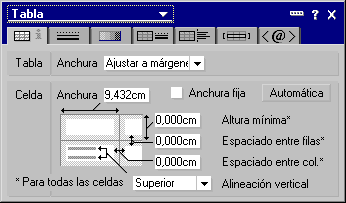 Tabla
? X
<@>
Tabla Anchura Ajustar a márgene
Celda Anchura 9,432cm Anchura fija Automática
0,000cm Altura mínima*
0,000cm Espaciado entre filas*
0,000cm Espaciado entre col.*
* Para todas las celdas Superior Alineación vertical